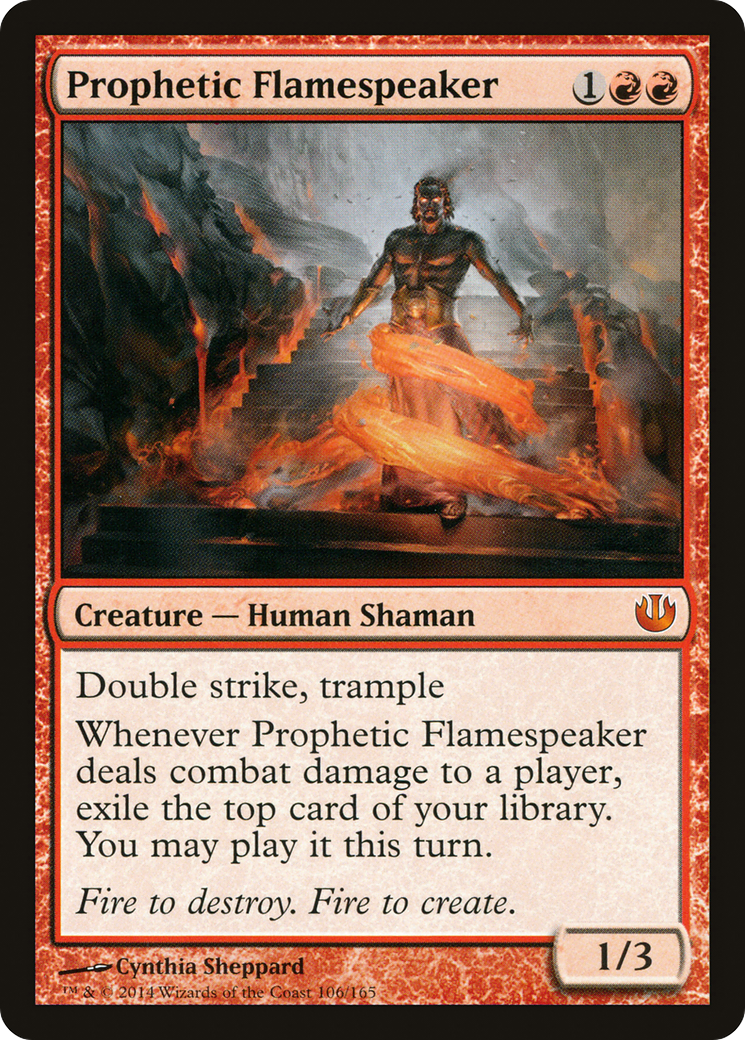 Prophetic Flamespeaker 1
Creature — Human Shaman
Double strike, trample
Whenever Prophetic Flamespeaker
deals combat damage to a player,
exile the top card of your library.
You may play it this turn.
Fire to destroy. Fire to create.
1/3
Cynthia Sheppard
™ & © 2014 Wizards of the Coast 106/165